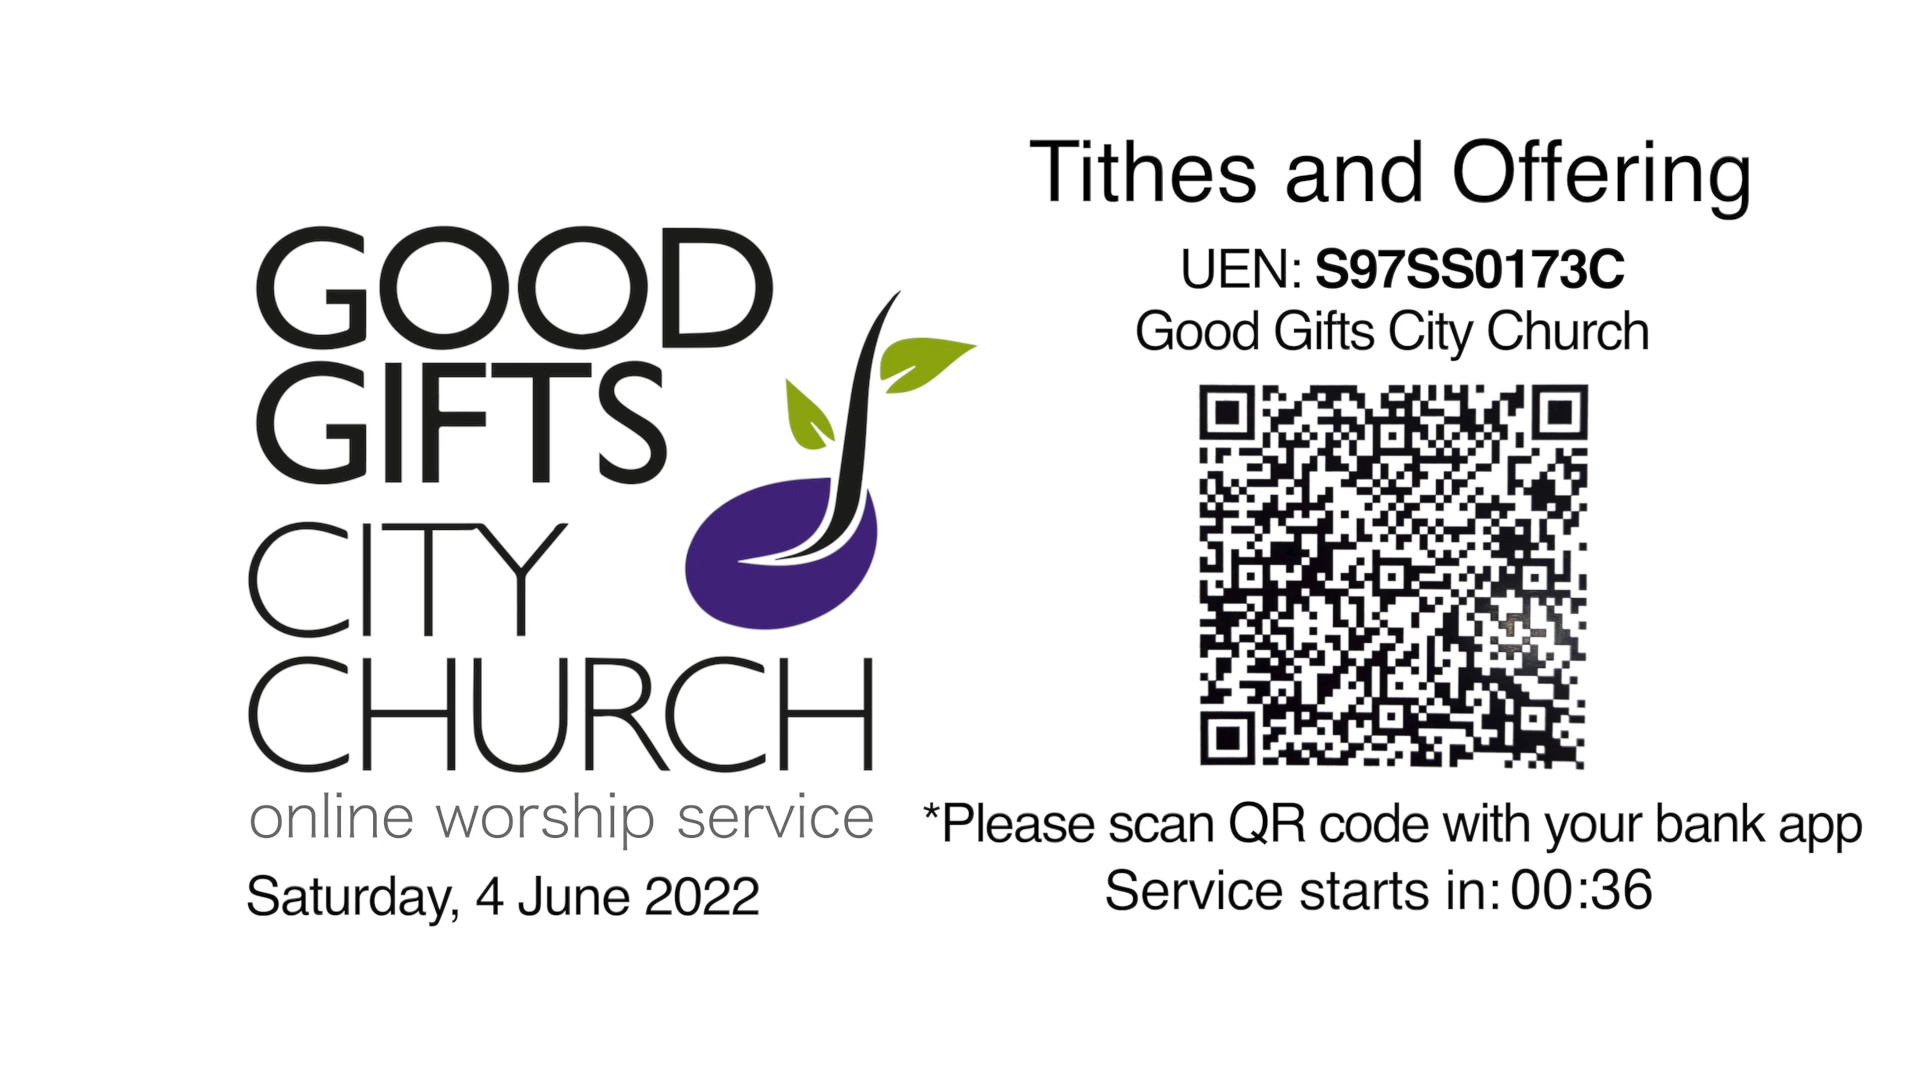 GOOD
GIFTS
CITY
CHURCH
online worship service
Saturday, 4 June 2022
Tithes and Offering
UEN: S97SS0173C
Good Gifts City Church
*Please scan QR code with your bank app
Service starts in: 00:36